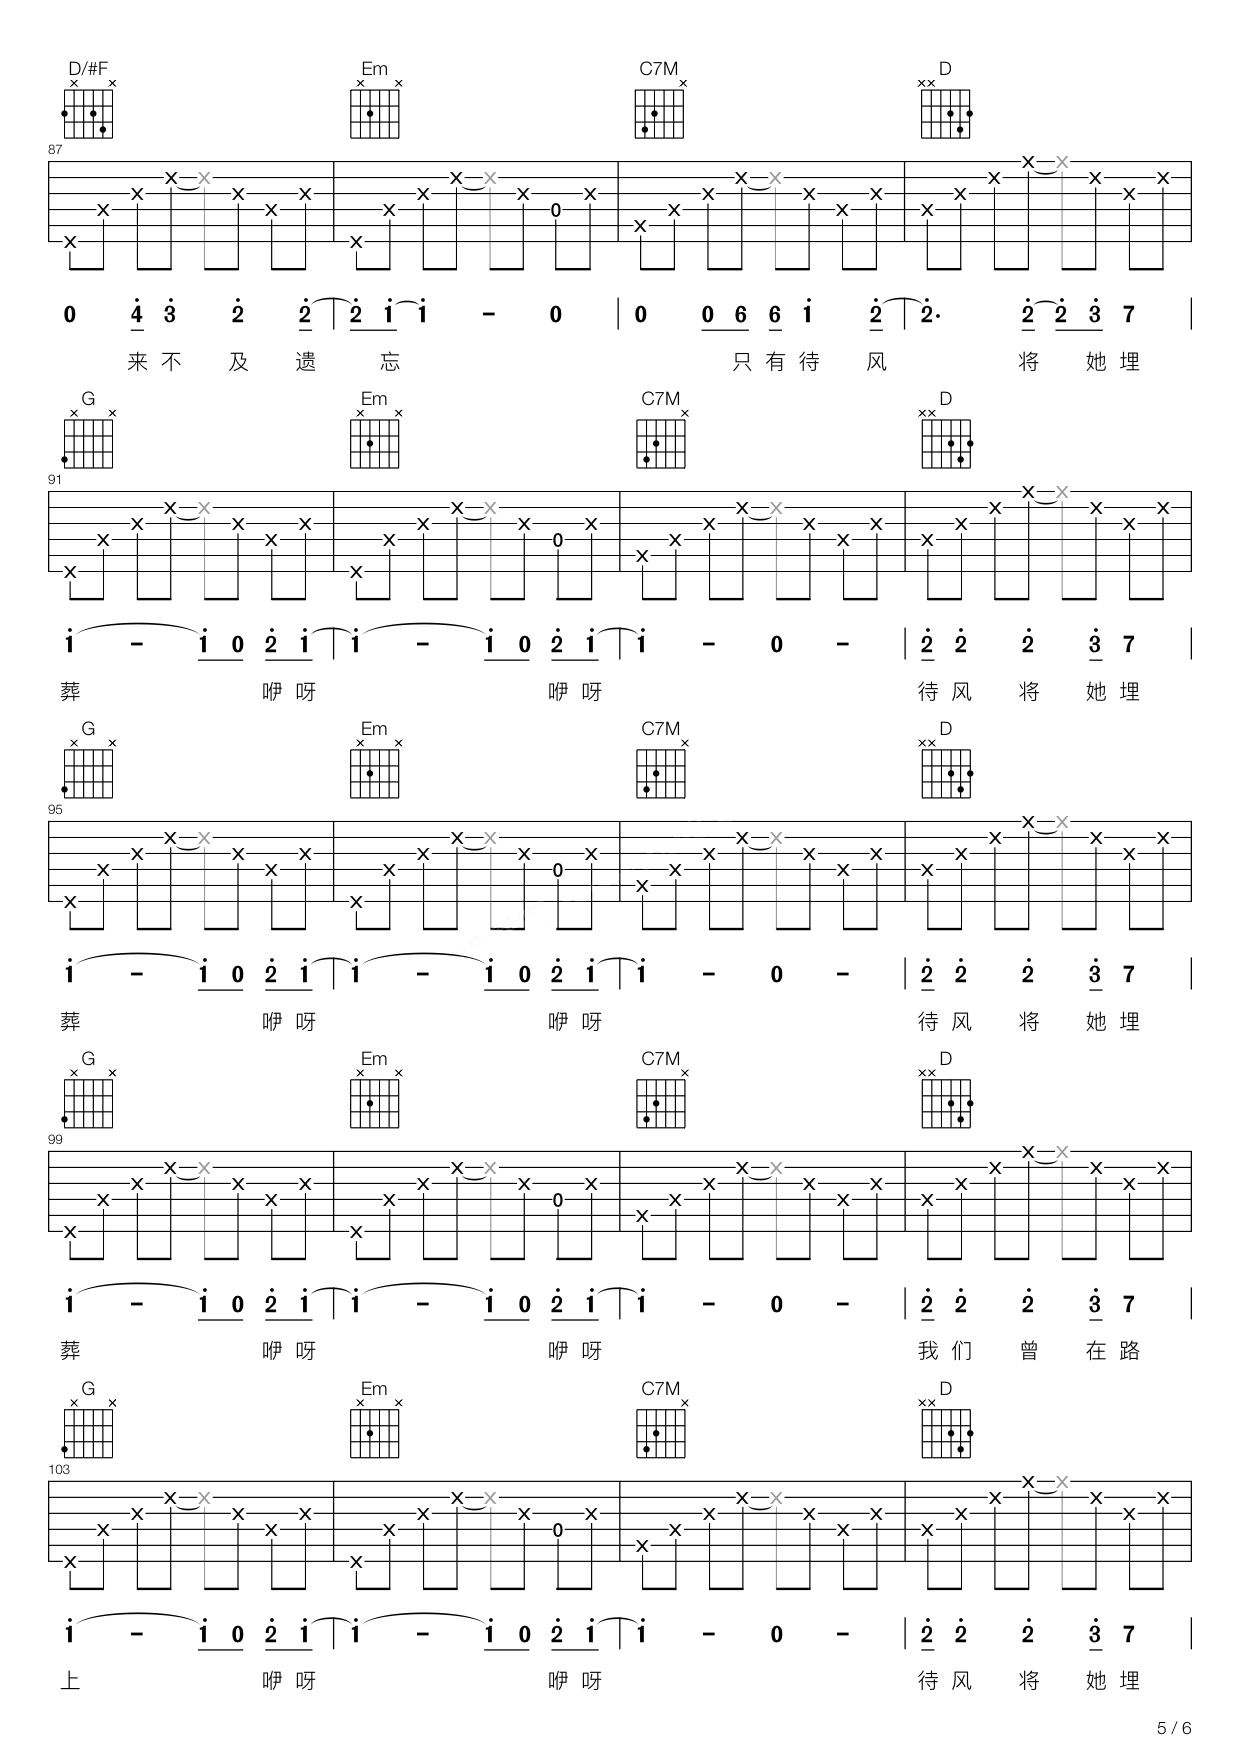 D/#F Em C7M D
87
0 4 3 2 2 2 1 1 - 0 0 0 6 6 1 2 2. 2 2 3 7
来 不 及 遗 忘 只 有 待 风 将 她 埋
G Em C7M D
91
1 - 1 0 2 1 1 - 1 0 2 1 1 - 0 - 2 2 2 3 7
葬 咿 呀 咿 呀 待 风 将 她 埋
G Em C7M D
95
1 - 1 0 2 1 1 - 1 0 2 1 1 - 0 - 2 2 2 3 7
葬 咿 呀 咿 呀 待 风 将 她 埋
G Em C7M D
99
1 - 1 0 2 1 1 - 1 0 2 1 1 - 0 - 2 2 2 3 7
葬 咿 呀 咿 呀 我 们 曾 在 路
G Em C7M D
103
1 - 1 0 2 1 1 - 1 0 2 1 1 - 0 - 2 2 2 3 7
上 咿 呀 咿 呀 待 风 将 她 埋
5 / 6